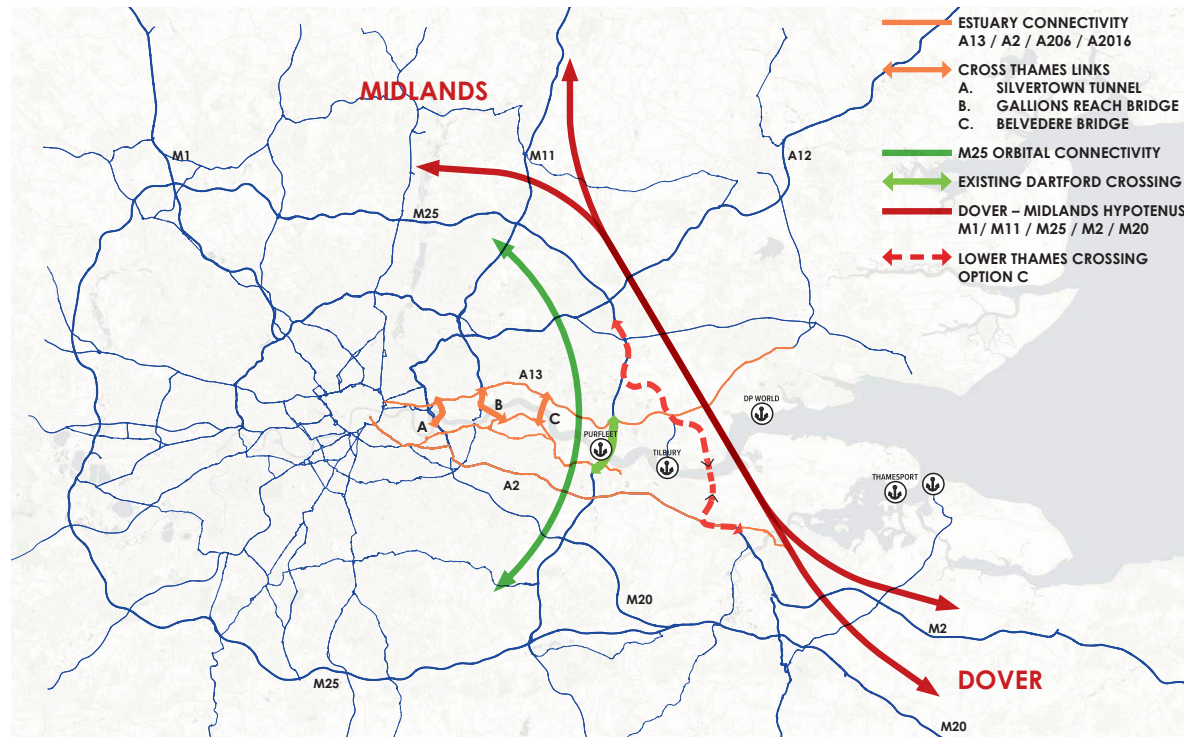 ESTUARY CONNECTIVITY
A13 / A2 / A206 / A2016
CROSS THAMES LINKS
A. SILVERTOWN TUNNEL
B. GALLIONS REACH BRIDGE
C. BELVEDERE BRIDGE
M25 ORBITAL CONNECTIVITY
EXISTING DARTFORD CROSSING
DOVER – MIDLANDS HYPOTENUS
M1/ M11 / M25 / M2 / M20
LOWER THAMES CROSSING
OPTION C
MIDLANDS
M1
M11
A12
M25
A13
B
A
C
DP WORLD
PURFLEET
TILBURY
THAMESPORT
A2
M20
M2
M25
DOVER
M20